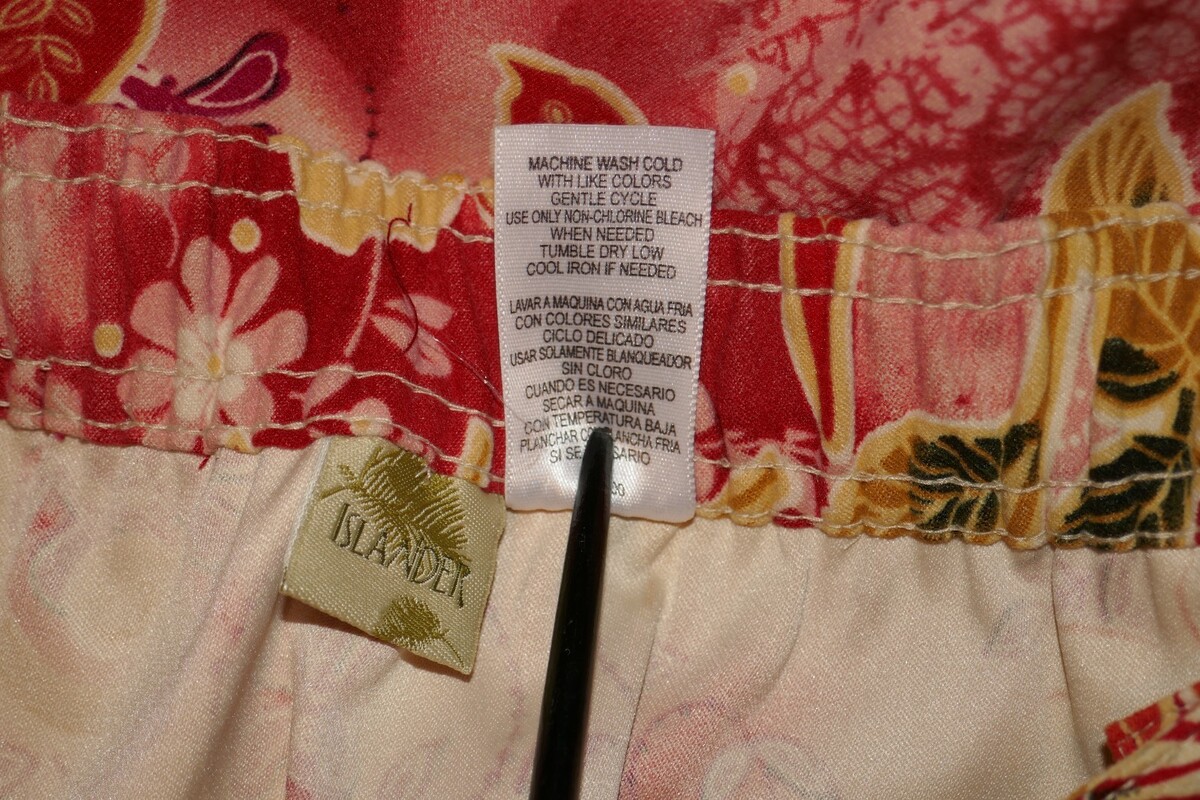 MACHINE WASH COLD
WITH LIKE COLORS
GENTLE CYCLE
USE ONLY NON-CHLORINE BLEACH
WHEN NEEDED
TUMBLE DRY LOW
COOL IRON IF NEEDED
LAVAR A MAQUINA CON AGUA FRIA
CON COLORES SIMILARES
CICLO DELICADO
USAR SOLAMENTE BLANQUEADOR
SIN CLORO
CUANDO ES NECESARIO
SECAR A MAQUINA
CON TEMPERATURA BAJA
PLANCHAR FRIA
SI
ISLANDER